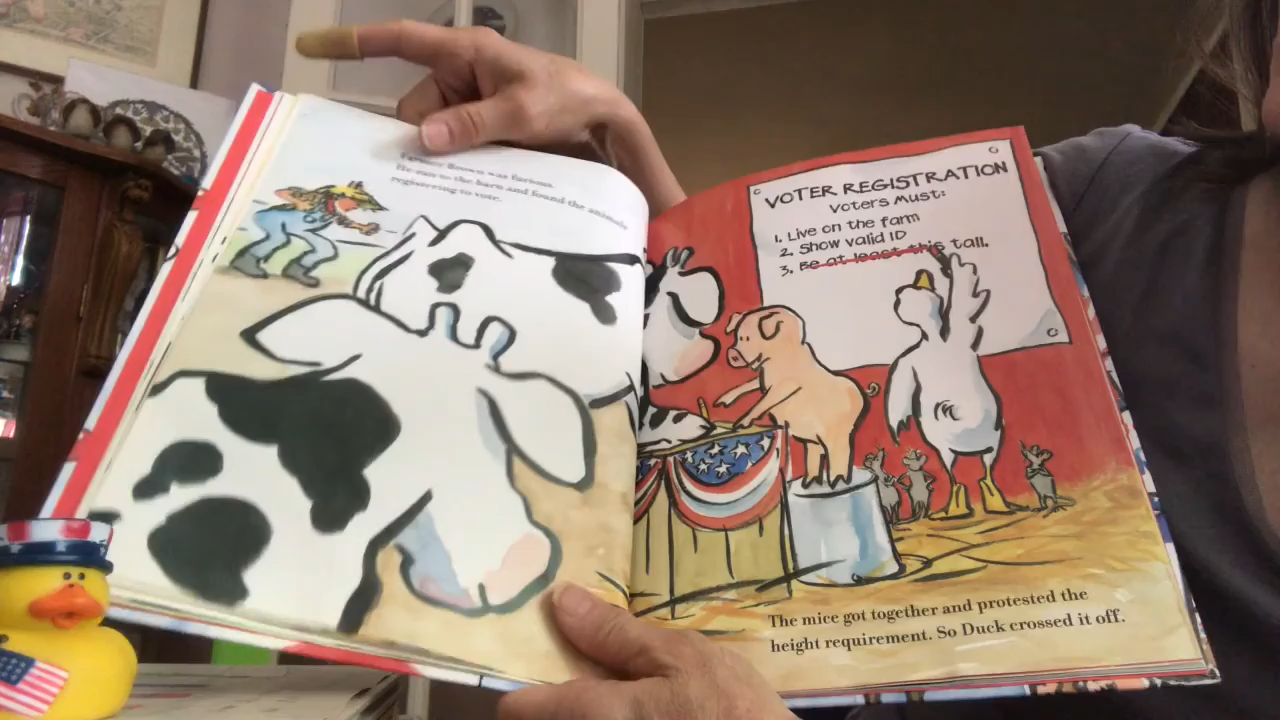 Farmer Brown was furious.
He ran to the barn and found the animals
registering to vote.
VOTER REGISTRATION
Voters Must:
1. Live on the farm
2. Show valid ID
3. Be at least this tall.
The mice got together and protested the
height requirement. So Duck crossed it off.